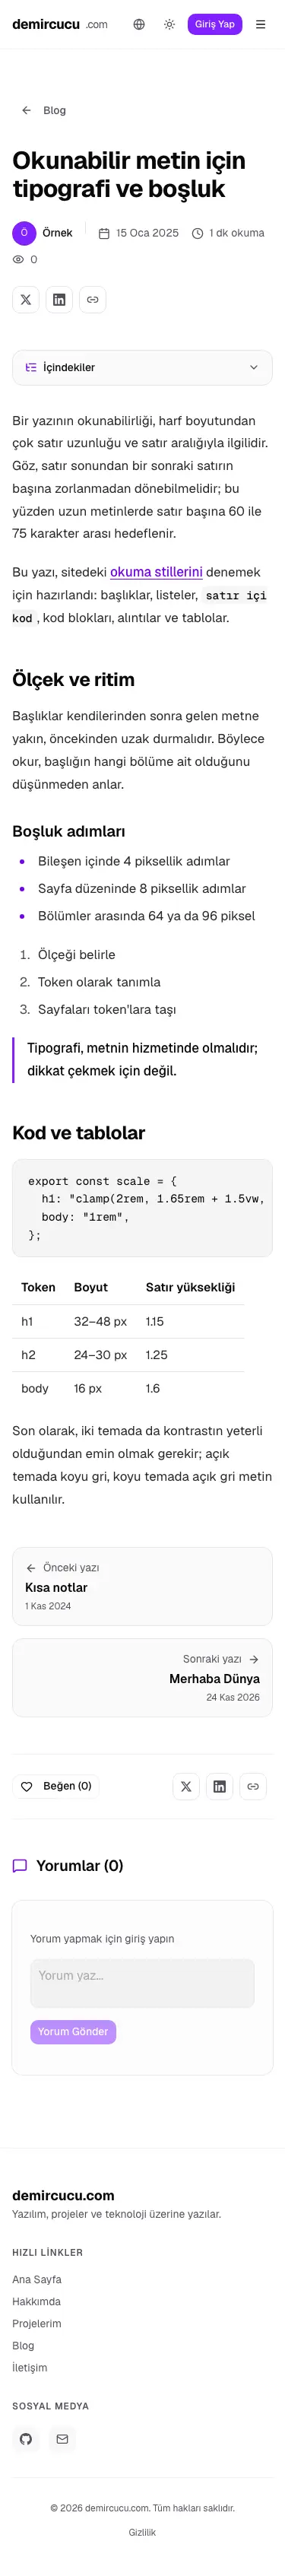 demircucu .com Giriş Yap
Blog
Okunabilir metin için
tipografi ve boşluk
Ö Örnek 15 Oca 2025 1 dk okuma
0
İçindekiler
Bir yazının okunabilirliği, harf boyutundan
çok satır uzunluğu ve satır aralığıyla ilgilidir.
Göz, satır sonundan bir sonraki satırın
başına zorlanmadan dönebilmelidir; bu
yüzden uzun metinlerde satır başına 60 ile
75 karakter arası hedeflenir.
Bu yazı, sitedeki okuma stillerini denemek
için hazırlandı: başlıklar, listeler, satır içi
kod, kod blokları, alıntılar ve tablolar.
Ölçek ve ritim
Başlıklar kendilerinden sonra gelen metne
yakın, öncekinden uzak durmalıdır. Böylece
okur, başlığın hangi bölüme ait olduğunu
düşünmeden anlar.
Boşluk adımları
• Bileşen içinde 4 piksellik adımlar
• Sayfa düzeninde 8 piksellik adımlar
• Bölümler arasında 64 ya da 96 piksel
1. Ölçeği belirle
2. Token olarak tanımla
3. Sayfaları token'lara taşı
Tipografi, metnin hizmetinde olmalıdır;
dikkat çekmek için değil.
Kod ve tablolar
export const scale = {
h1: "clamp(2rem, 1.65rem + 1.5vw,
body: "1rem",
};
Token Boyut Satır yüksekliği
h1 32–48 px 1.15
h2 24–30 px 1.25
body 16 px 1.6
Son olarak, iki temada da kontrastın yeterli
olduğundan emin olmak gerekir; açık
temada koyu gri, koyu temada açık gri metin
kullanılır.
Önceki yazı
Kısa notlar
1 Kas 2024
Sonraki yazı
Merhaba Dünya
24 Kas 2026
Beğen (0)
Yorumlar (0)
Yorum yapmak için giriş yapın
Yorum yaz...
Yorum Gönder
demircucu.com
Yazılım, projeler ve teknoloji üzerine yazılar.
HIZLI LİNKLER
Ana Sayfa
Hakkımda
Projelerim
Blog
İletişim
SOSYAL MEDYA
© 2026 demircucu.com. Tüm hakları saklıdır.
Gizlilik